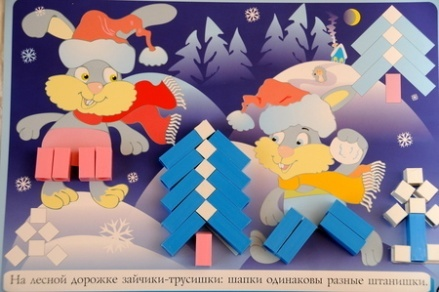 На лесной дорожке зайчики-трусишки: шапки одинаковы разные штанишки.